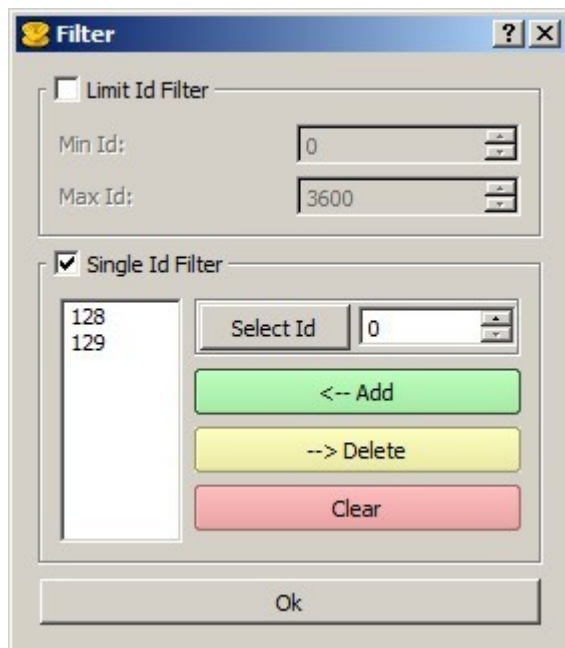 Filter
Limit Id Filter
Min Id: 0
Max Id: 3600
Single Id Filter
128
129
Select Id 0
<-- Add
--> Delete
Clear
Ok